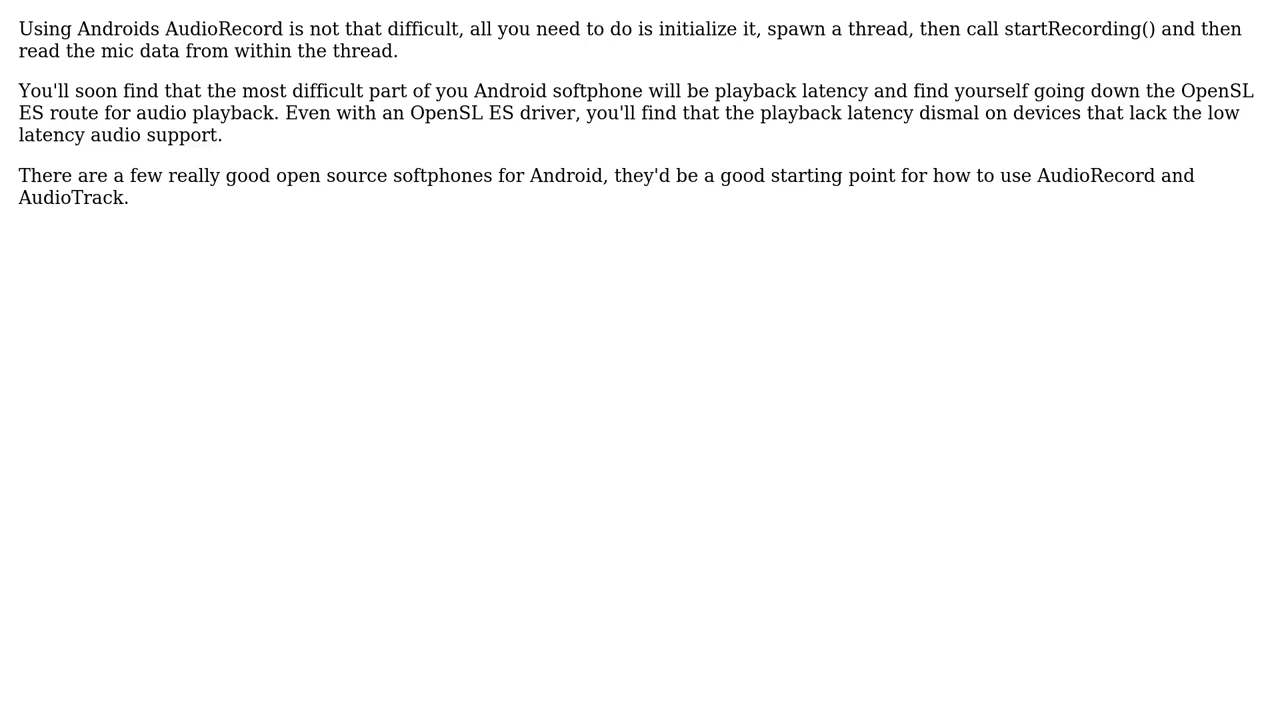 Using Androids AudioRecord is not that difficult, all you need to do is initialize it, spawn a thread, then call startRecording() and then
read the mic data from within the thread.
You'll soon find that the most difficult part of you Android softphone will be playback latency and find yourself going down the OpenSL
ES route for audio playback. Even with an OpenSL ES driver, you'll find that the playback latency dismal on devices that lack the low
latency audio support.
There are a few really good open source softphones for Android, they'd be a good starting point for how to use AudioRecord and
AudioTrack.